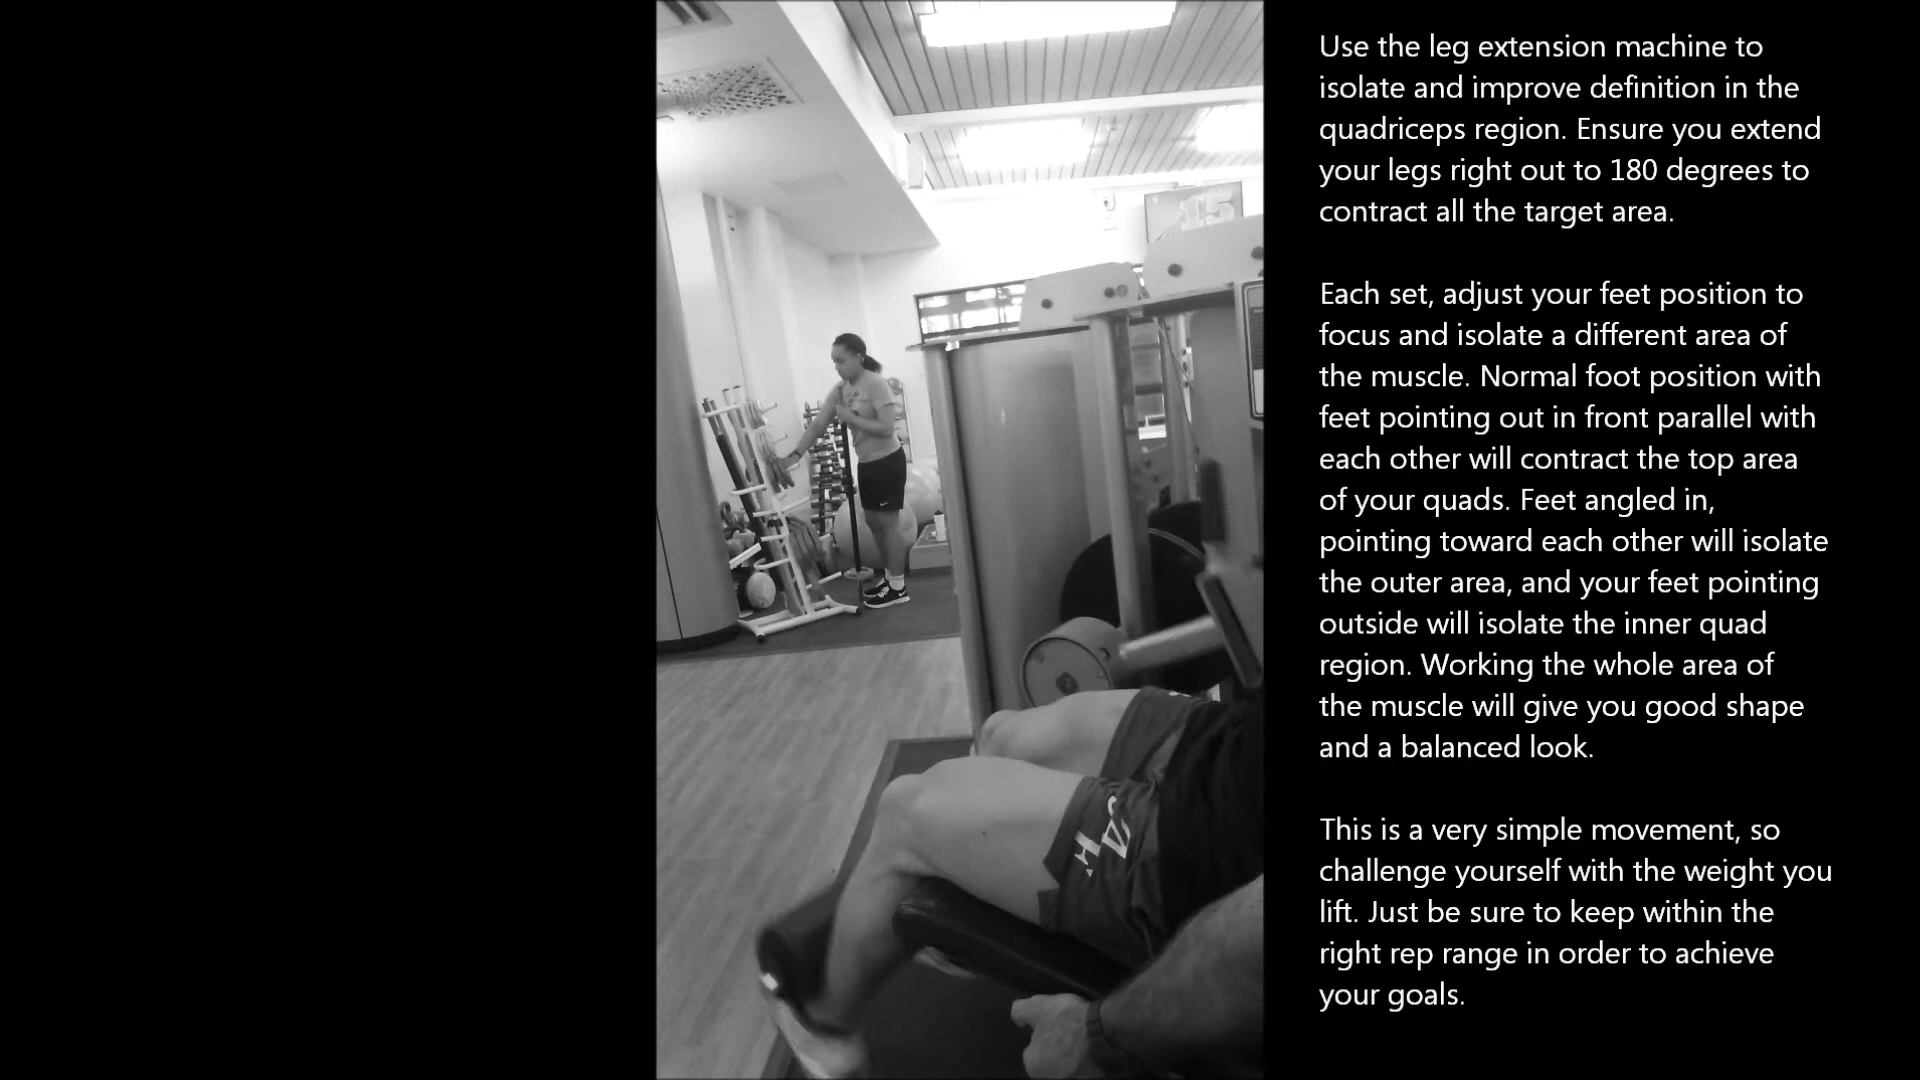 Use the leg extension machine to
isolate and improve definition in the
quadriceps region. Ensure you extend
your legs right out to 180 degrees to
contract all the target area.
Each set, adjust your feet position to
focus and isolate a different area of
the muscle. Normal foot position with
feet pointing out in front parallel with
each other will contract the top area
of your quads. Feet angled in,
pointing toward each other will isolate
the outer area, and your feet pointing
outside will isolate the inner quad
region. Working the whole area of
the muscle will give you good shape
and a balanced look.
This is a very simple movement, so
challenge yourself with the weight you
lift. Just be sure to keep within the
right rep range in order to achieve
your goals.
15